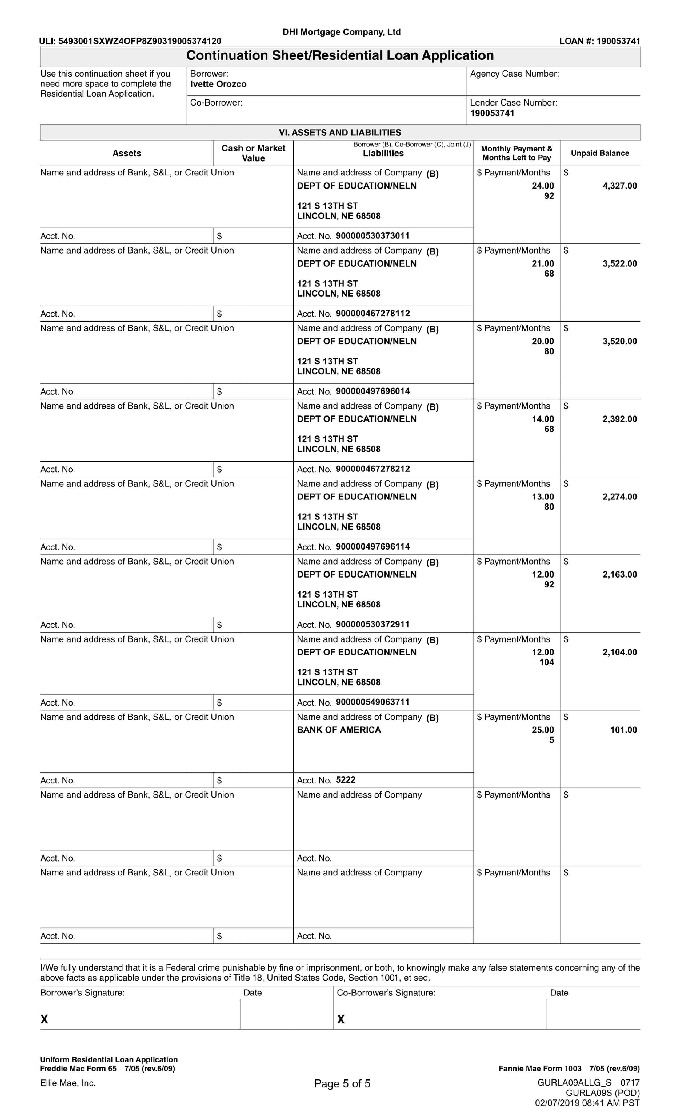 DHI Mortgage Company, Ltd
ULI: 5493001SXWZ4OFP8Z90319005374120 LOAN #: 190053741
Continuation Sheet/Residential Loan Application
Use this continuation sheet if you need more space to complete the Residential Loan Application.
Borrower:
Ivette Orozco
Agency Case Number:
Co-Borrower:
Lender Case Number:
190053741
VI. ASSETS AND LIABILITIES
Assets
Cash or Market Value
Borrower (B), Co-Borrower (C), Joint (J)
Liabilities
Monthly Payment & Months Left to Pay
Unpaid Balance
Name and address of Bank, S&L, or Credit Union Name and address of Company (B) $ Payment/Months $
DEPT OF EDUCATION/NELN 24.00 4,327.00
92
121 S 13TH ST
LINCOLN, NE 68508
Acct. No. $ Acct. No. 900000530373011
Name and address of Bank, S&L, or Credit Union Name and address of Company (B) $ Payment/Months $
DEPT OF EDUCATION/NELN 21.00 3,522.00
68
121 S 13TH ST
LINCOLN, NE 68508
Acct. No. $ Acct. No. 900000467278112
Name and address of Bank, S&L, or Credit Union Name and address of Company (B) $ Payment/Months $
DEPT OF EDUCATION/NELN 20.00 3,520.00
80
121 S 13TH ST
LINCOLN, NE 68508
Acct. No. $ Acct. No. 900000497696014
Name and address of Bank, S&L, or Credit Union Name and address of Company (B) $ Payment/Months $
DEPT OF EDUCATION/NELN 14.00 2,392.00
68
121 S 13TH ST
LINCOLN, NE 68508
Acct. No. $ Acct. No. 900000467278212
Name and address of Bank, S&L, or Credit Union Name and address of Company (B) $ Payment/Months $
DEPT OF EDUCATION/NELN 13.00 2,274.00
80
121 S 13TH ST
LINCOLN, NE 68508
Acct. No. $ Acct. No. 900000497696114
Name and address of Bank, S&L, or Credit Union Name and address of Company (B) $ Payment/Months $
DEPT OF EDUCATION/NELN 12.00 2,163.00
92
121 S 13TH ST
LINCOLN, NE 68508
Acct. No. $ Acct. No. 900000530372911
Name and address of Bank, S&L, or Credit Union Name and address of Company (B) $ Payment/Months $
DEPT OF EDUCATION/NELN 12.00 2,104.00
104
121 S 13TH ST
LINCOLN, NE 68508
Acct. No. $ Acct. No. 900000549063711
Name and address of Bank, S&L, or Credit Union Name and address of Company (B) $ Payment/Months $
BANK OF AMERICA 25.00 101.00
5
Acct. No. $ Acct. No. 5222
Name and address of Bank, S&L, or Credit Union Name and address of Company $ Payment/Months $
Acct. No. $ Acct. No.
Name and address of Bank, S&L, or Credit Union Name and address of Company $ Payment/Months $
Acct. No. $ Acct. No.
I/We fully understand that it is a Federal crime punishable by fine or imprisonment, or both, to knowingly make any false statements concerning any of the
above facts as applicable under the provisions of Title 18, United States Code, Section 1001, et seq.
Borrower's Signature: Date Co-Borrower's Signature: Date
X X
Uniform Residential Loan Application
Freddie Mac Form 65 7/05 (rev.6/09) Fannie Mae Form 1003 7/05 (rev.6/09)
Ellie Mae, Inc. Page 5 of 5 GURLA09ALLG_S 0717
GURLA09S (POD)
02/07/2019 08:41 AM PST